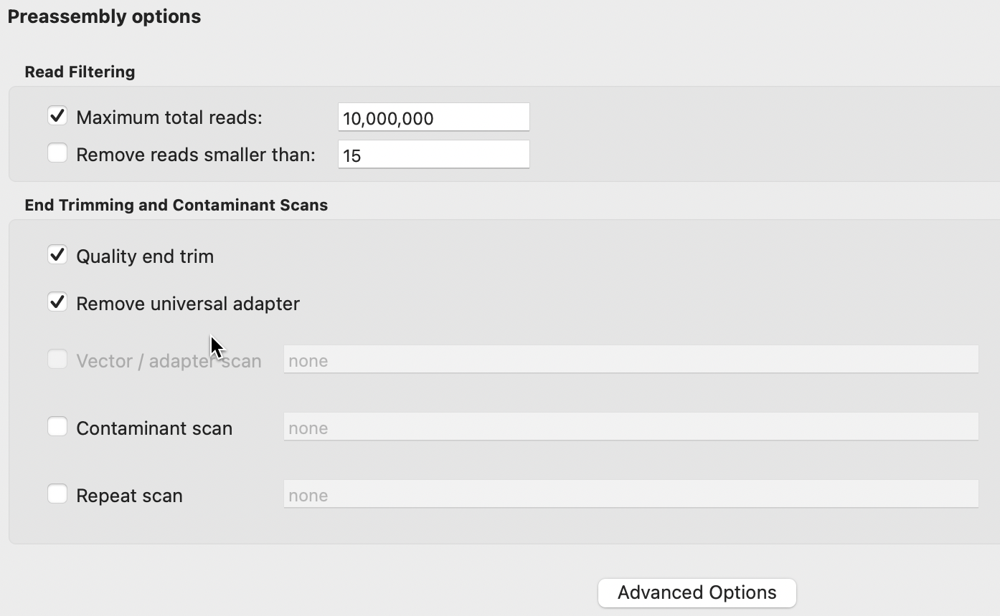 Preassembly options
Read Filtering
Maximum total reads: 10,000,000
Remove reads smaller than: 15
End Trimming and Contaminant Scans
Quality end trim
Remove universal adapter
Vector / adapter scan none
Contaminant scan none
Repeat scan none
Advanced Options